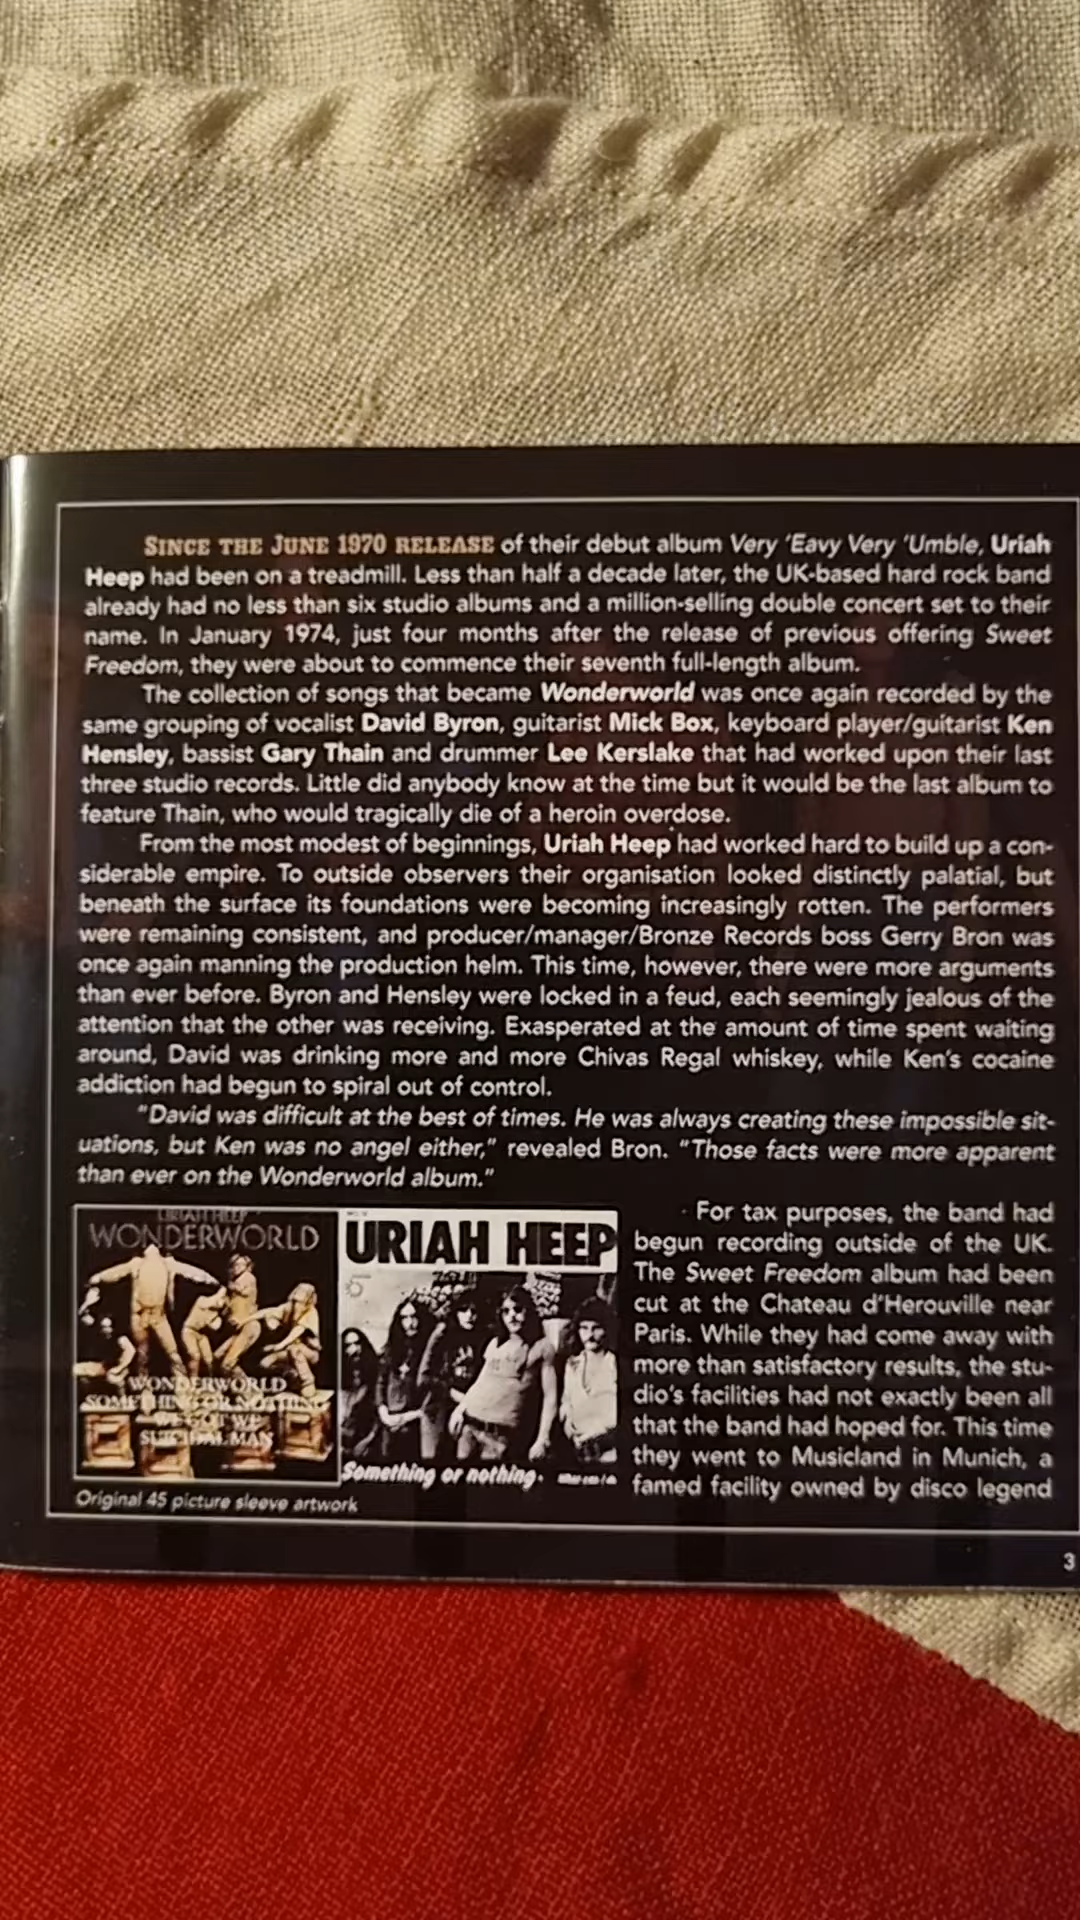 SINCE THE JUNE 1970 RELEASE of their debut album Very 'Eavy Very 'Umble, Uriah
Heep had been on a treadmill. Less than half a decade later, the UK-based hard rock band
already had no less than six studio albums and a million-selling double concert set to their
name. In January 1974, just four months after the release of previous offering Sweet
Freedom, they were about to commence their seventh full-length album.
The collection of songs that became Wonderworld was once again recorded by the
same grouping of vocalist David Byron, guitarist Mick Box, keyboard player/guitarist Ken
Hensley, bassist Gary Thain and drummer Lee Kerslake that had worked upon their last
three studio records. Little did anybody know at the time but it would be the last album to
feature Thain, who would tragically die of a heroin overdose.
From the most modest of beginnings, Uriah Heep had worked hard to build up a con-
siderable empire. To outside observers their organisation looked distinctly palatial, but
beneath the surface its foundations were becoming increasingly rotten. The performers
were remaining consistent, and producer/manager/Bronze Records boss Gerry Bron was
once again manning the production helm. This time, however, there were more arguments
than ever before. Byron and Hensley were locked in a feud, each seemingly jealous of the
attention that the other was receiving. Exasperated at the amount of time spent waiting
around, David was drinking more and more Chivas Regal whiskey, while Ken's cocaine
addiction had begun to spiral out of control.
"David was difficult at the best of times. He was always creating these impossible sit-
uations, but Ken was no angel either," revealed Bron. "Those facts were more apparent
than ever on the Wonderworld album."
For tax purposes, the band had
begun recording outside of the UK.
The Sweet Freedom album had been
cut at the Chateau d'Herouville near
Paris. While they had come away with
more than satisfactory results, the stu-
dio's facilities had not exactly been all
that the band had hoped for. This time
they went to Musicland in Munich, a
famed facility owned by disco legend
URIAH HEEP
WONDERWORLD
WONDERWORLD
SOMETHING OR NOTHING
WE GOT WE
SUICIDAL MAN
URIAH HEEP
Something or nothing
Original 45 picture sleeve artwork
3